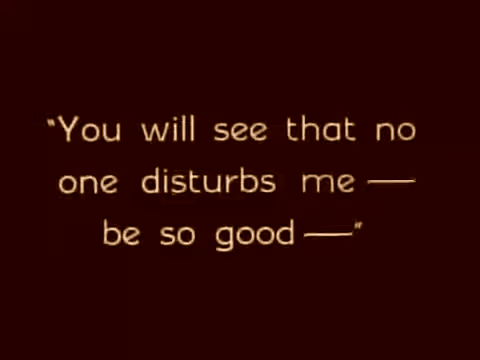 "You will see that no
one disturbs me —
be so good —"